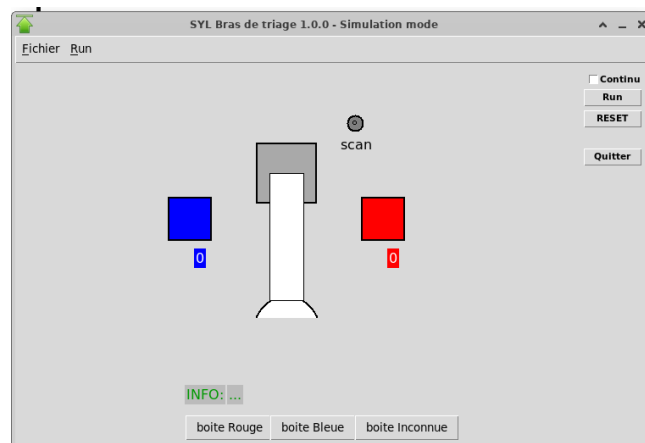 SYL Bras de triage 1.0.0 - Simulation mode
Fichier Run
Continu
Run
RESET
scan
Quitter
0 0
INFO: ...
boite Rouge boite Bleue boite Inconnue